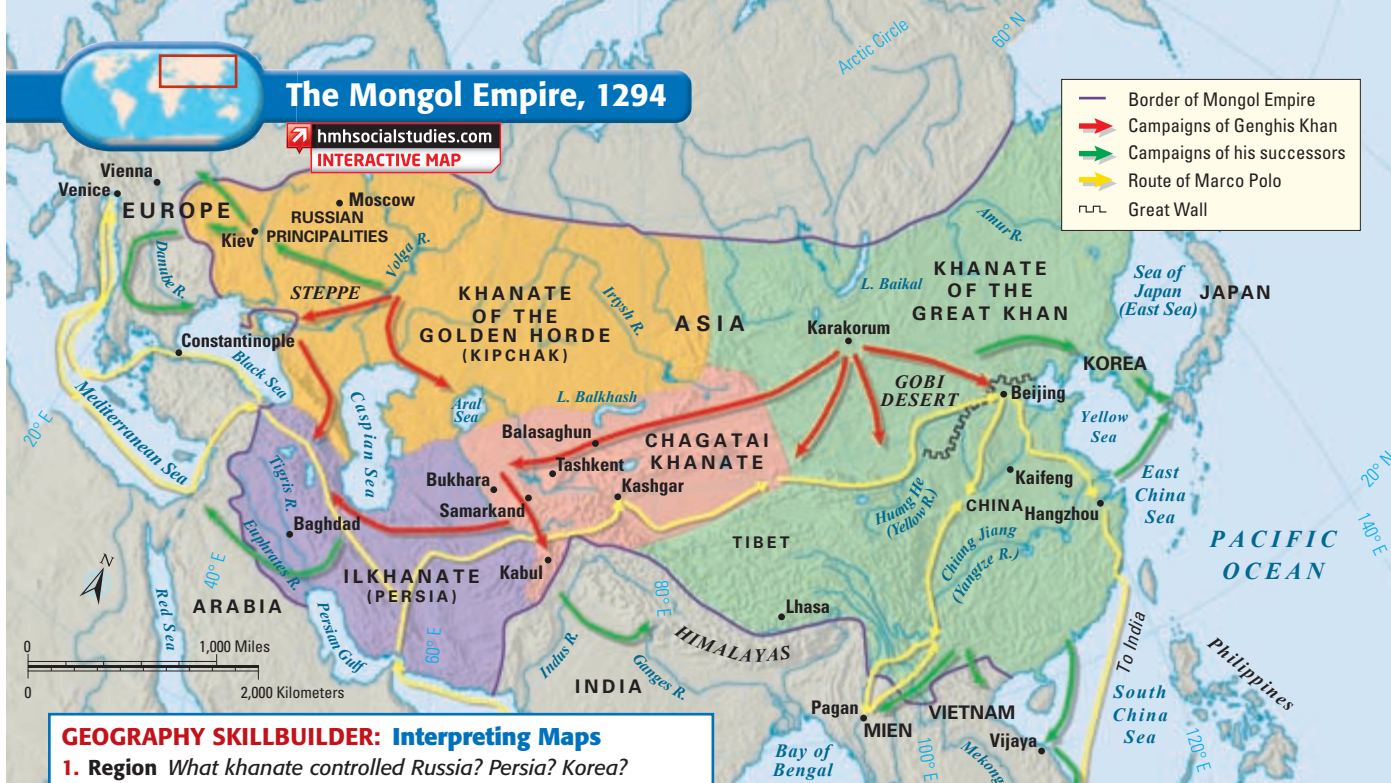 The Mongol Empire, 1294
hmhsocialstudies.com
INTERACTIVE MAP
Border of Mongol Empire
Campaigns of Genghis Khan
Campaigns of his successors
Route of Marco Polo
Great Wall
Arctic Circle
60° N
Vienna
Venice
EUROPE
Moscow
RUSSIAN
PRINCIPALITIES
Kiev
Danube R.
Volga R.
STEPPE
KHANATE
OF THE
GOLDEN HORDE
(KIPCHAK)
Irtysh R.
ASIA
L. Baikal
Amur R.
KHANATE
OF THE
GREAT KHAN
Sea of
Japan
(East Sea)
JAPAN
Karakorum
Constantinople
Black Sea
KOREA
GOBI
DESERT
Beijing
Mediterranean Sea
20° E
Caspian Sea
Aral
Sea
L. Balkhash
Balasaghun
CHAGATAI
KHANATE
Yellow
Sea
Tashkent
Bukhara
Kashgar
Samarkand
Kaifeng
East
China
Sea
20° N
Tigris R.
Baghdad
Huang He
(Yellow R.)
CHINA
Hangzhou
TIBET
Chiang Jiang
(Yangtze R.)
PACIFIC
OCEAN
140° E
Euphrates R.
ILKHANATE
(PERSIA)
Kabul
N
40° E
ARABIA
Red Sea
Persian Gulf
60° E
80° E
Lhasa
HIMALAYAS
Indus R.
Ganges R.
INDIA
To India
Philippines
0
1,000 Miles
0
2,000 Kilometers
Pagan
MIEN
VIETNAM
Vijaya
South
China
Sea
Bay of
Bengal
100° E
Mekong
120° E
GEOGRAPHY SKILLBUILDER: Interpreting Maps
1. Region What khanate controlled Russia? Persia? Korea?